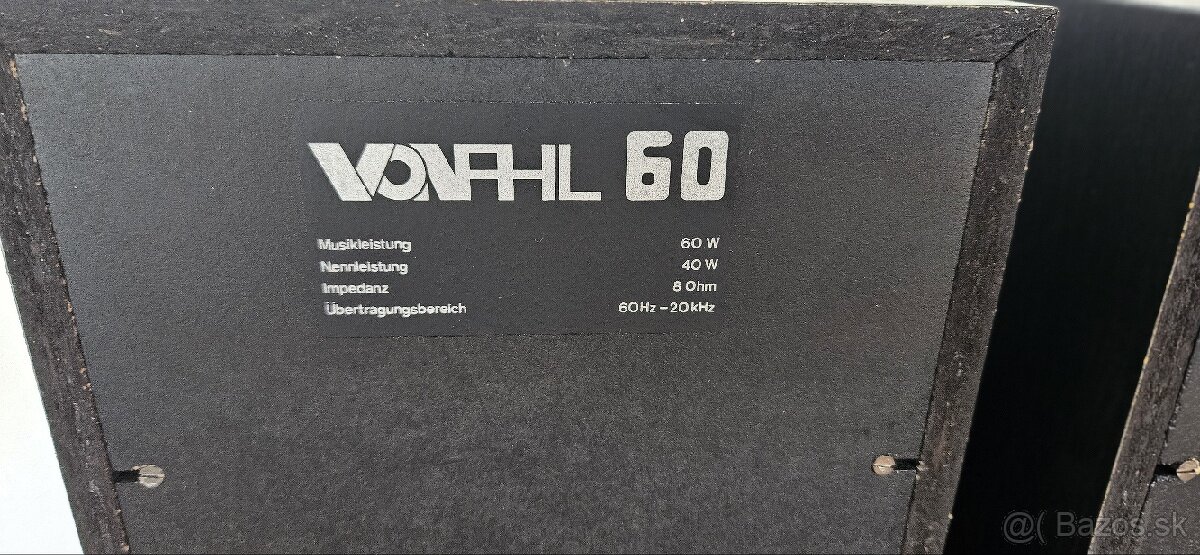 VONAHL 60
Musikleistung 60 W
Nennleistung 40 W
Impedanz 8 Ohm
Übertragungsbereich 60Hz-20kHz
@( Bazos.sk